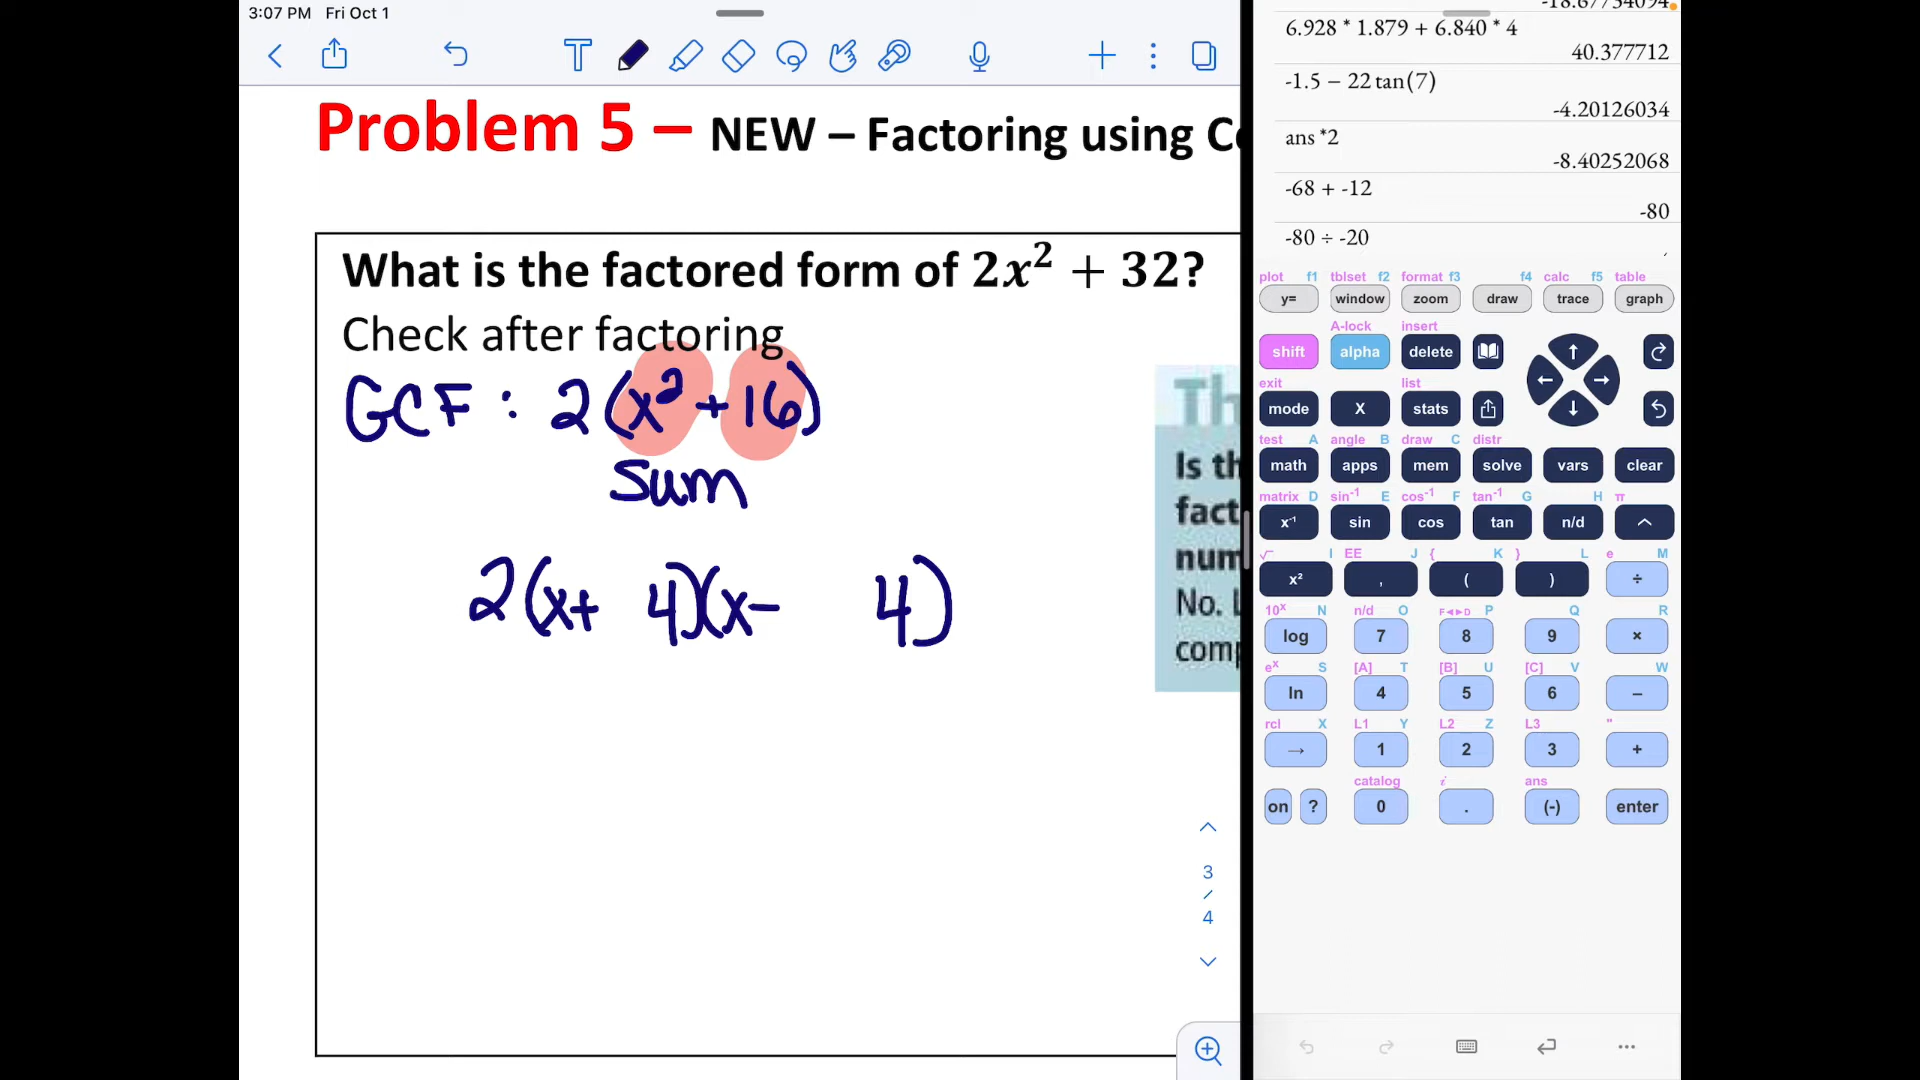 3:07 PM Fri Oct 1
Problem 5 – NEW – Factoring using Co
What is the factored form of 2x² + 32?
Check after factoring
GCF : 2(x²+16)
Sum
2(x+ 4)(x- 4)
Th
Is th
fact
num
No. L
comp
3
/
4
6.928 * 1.879 + 6.840 * 4
40.377712
-1.5 − 22 tan(7)
-4.20126034
ans *2
-8.40252068
-68 + -12
-80
-80 ÷ -20
plot f1 tblset f2 format f3 f4 calc f5 table
y= window zoom draw trace graph
A-lock insert
shift alpha delete
exit list
mode X stats
test A angle B draw C distr
math apps mem solve vars clear
matrix D sin⁻¹ E cos⁻¹ F tan⁻¹ G H π
x⁻¹ sin cos tan n/d ^
√ I EE J { K } L e M
x² , ( ) ÷
10ˣ N n/d O F◄►D P Q R
log 7 8 9 ×
eˣ S [A] T [B] U [C] V W
ln 4 5 6 −
rcl X L1 Y L2 Z L3 "
→ 1 2 3 +
catalog i ans
on ? 0 . (-) enter